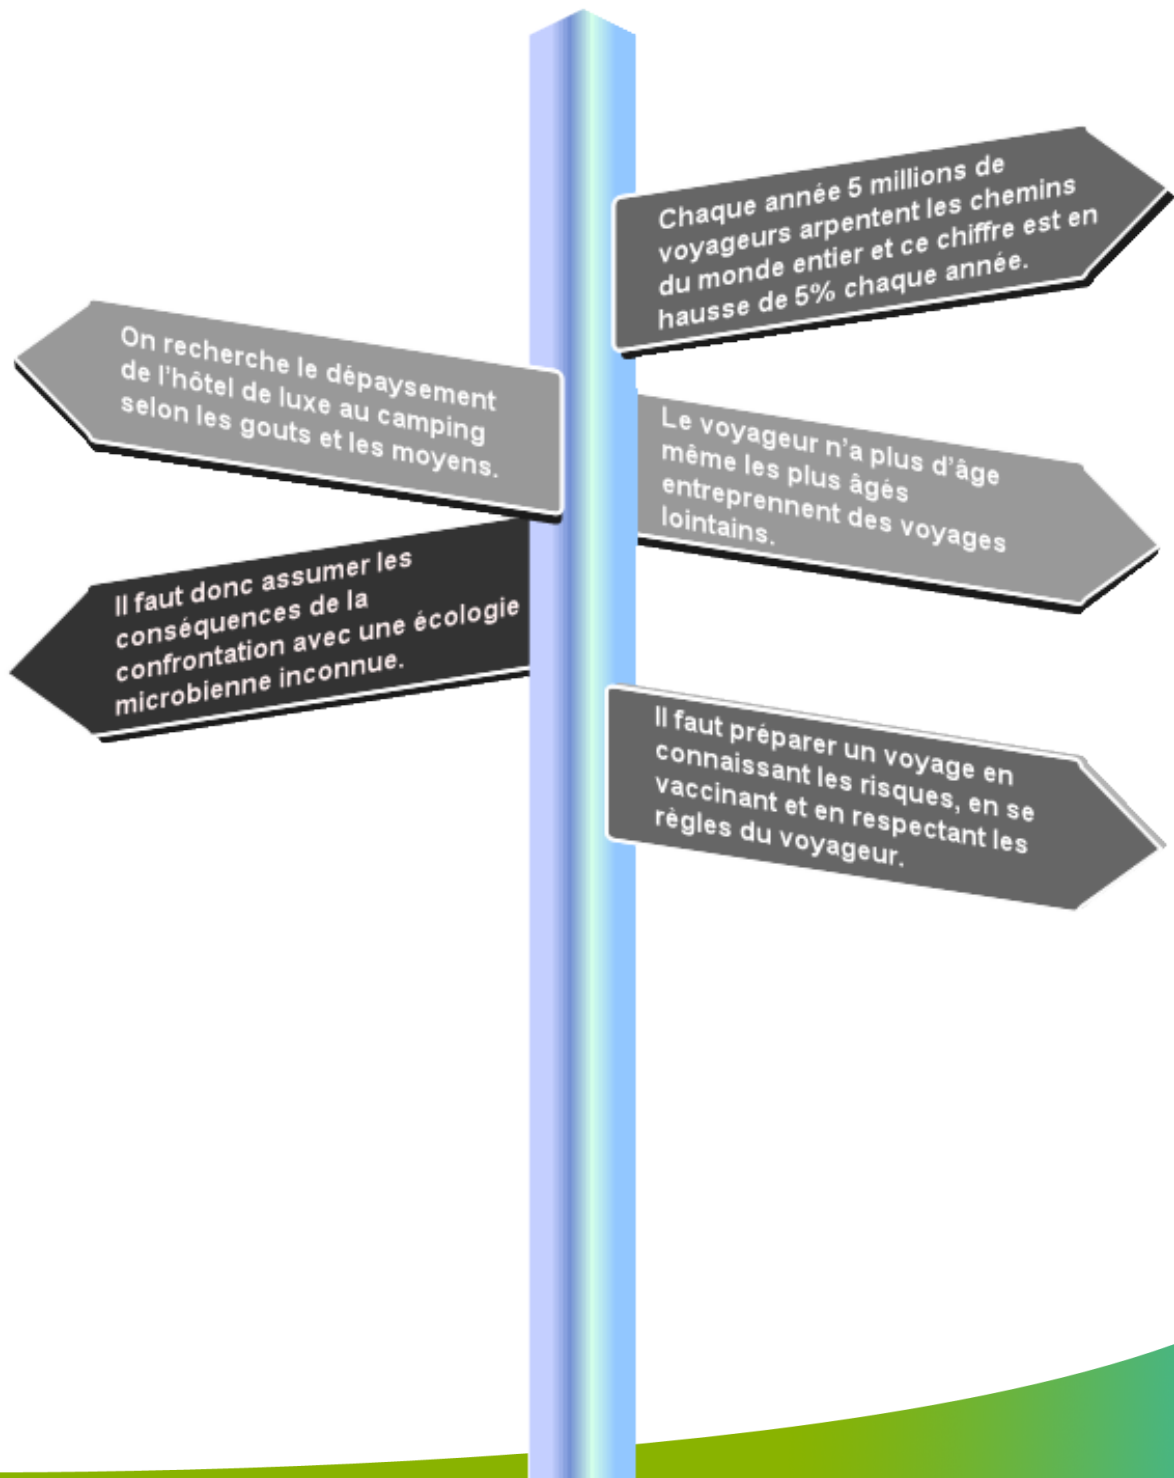 Chaque année 5 millions de
voyageurs arpentent les chemins
du monde entier et ce chiffre est en
hausse de 5% chaque année.
On recherche le dépaysement
de l'hôtel de luxe au camping
selon les gouts et les moyens.
Le voyageur n'a plus d'âge
même les plus âgés
entreprennent des voyages
lointains.
Il faut donc assumer les
conséquences de la
confrontation avec une écologie
microbienne inconnue.
Il faut préparer un voyage en
connaissant les risques, en se
vaccinant et en respectant les
règles du voyageur.